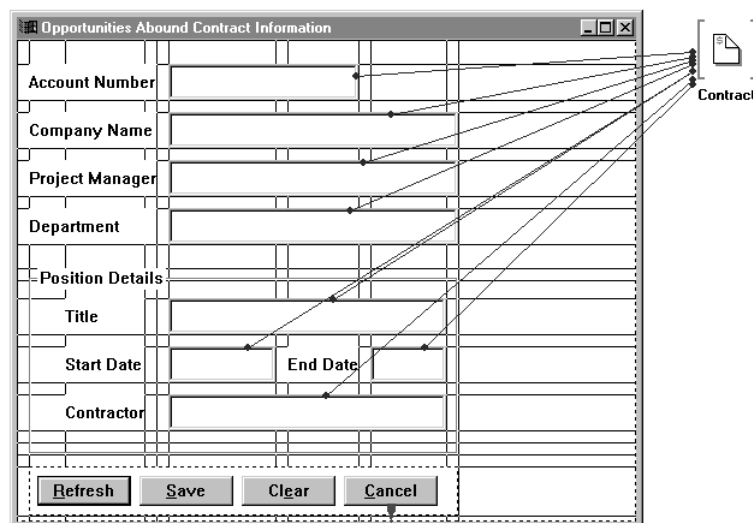 Opportunities Abound Contract Information
Account Number
Contract
Company Name
Project Manager
Department
Position Details
Title
Start Date End Date
Contractor
Refresh Save Clear Cancel